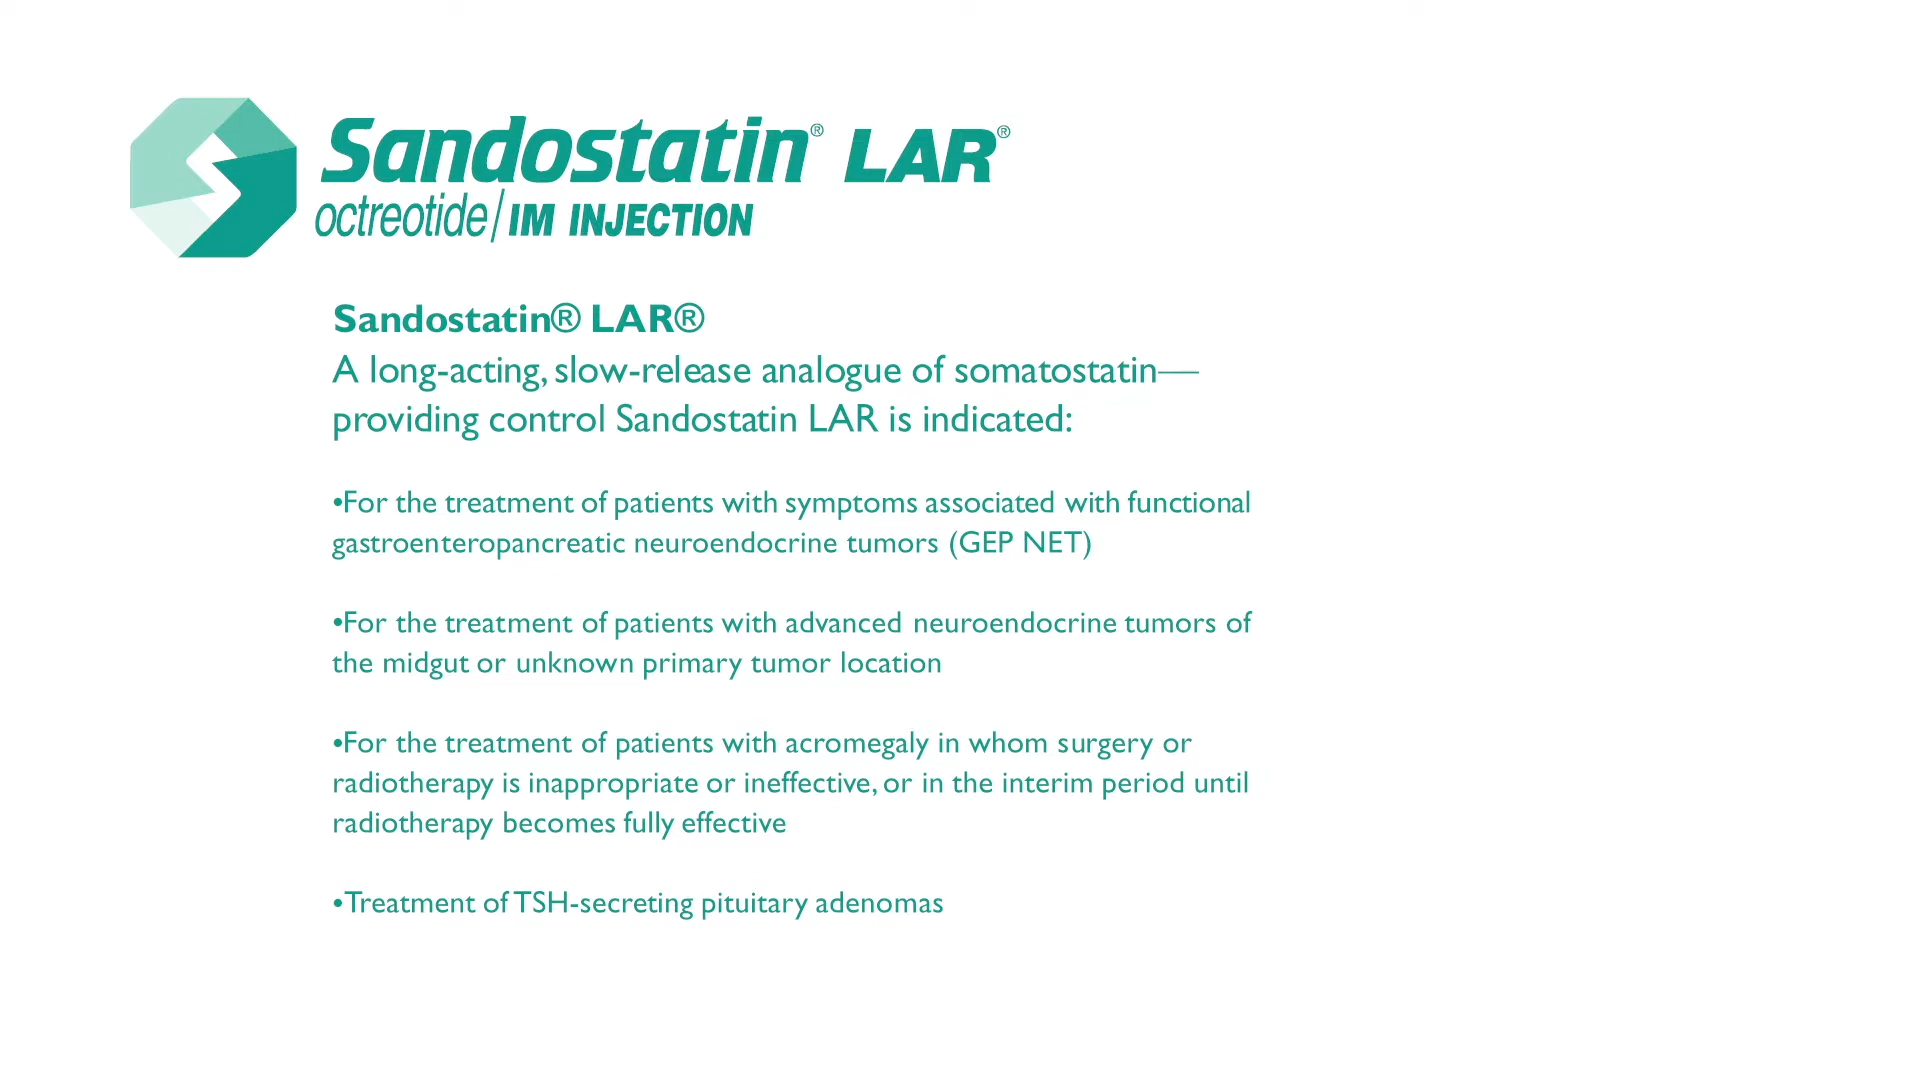 Sandostatin® LAR®
octreotide/IM INJECTION
Sandostatin® LAR®
A long-acting, slow-release analogue of somatostatin—
providing control Sandostatin LAR is indicated:
•For the treatment of patients with symptoms associated with functional
gastroenteropancreatic neuroendocrine tumors (GEP NET)
•For the treatment of patients with advanced neuroendocrine tumors of
the midgut or unknown primary tumor location
•For the treatment of patients with acromegaly in whom surgery or
radiotherapy is inappropriate or ineffective, or in the interim period until
radiotherapy becomes fully effective
•Treatment of TSH-secreting pituitary adenomas